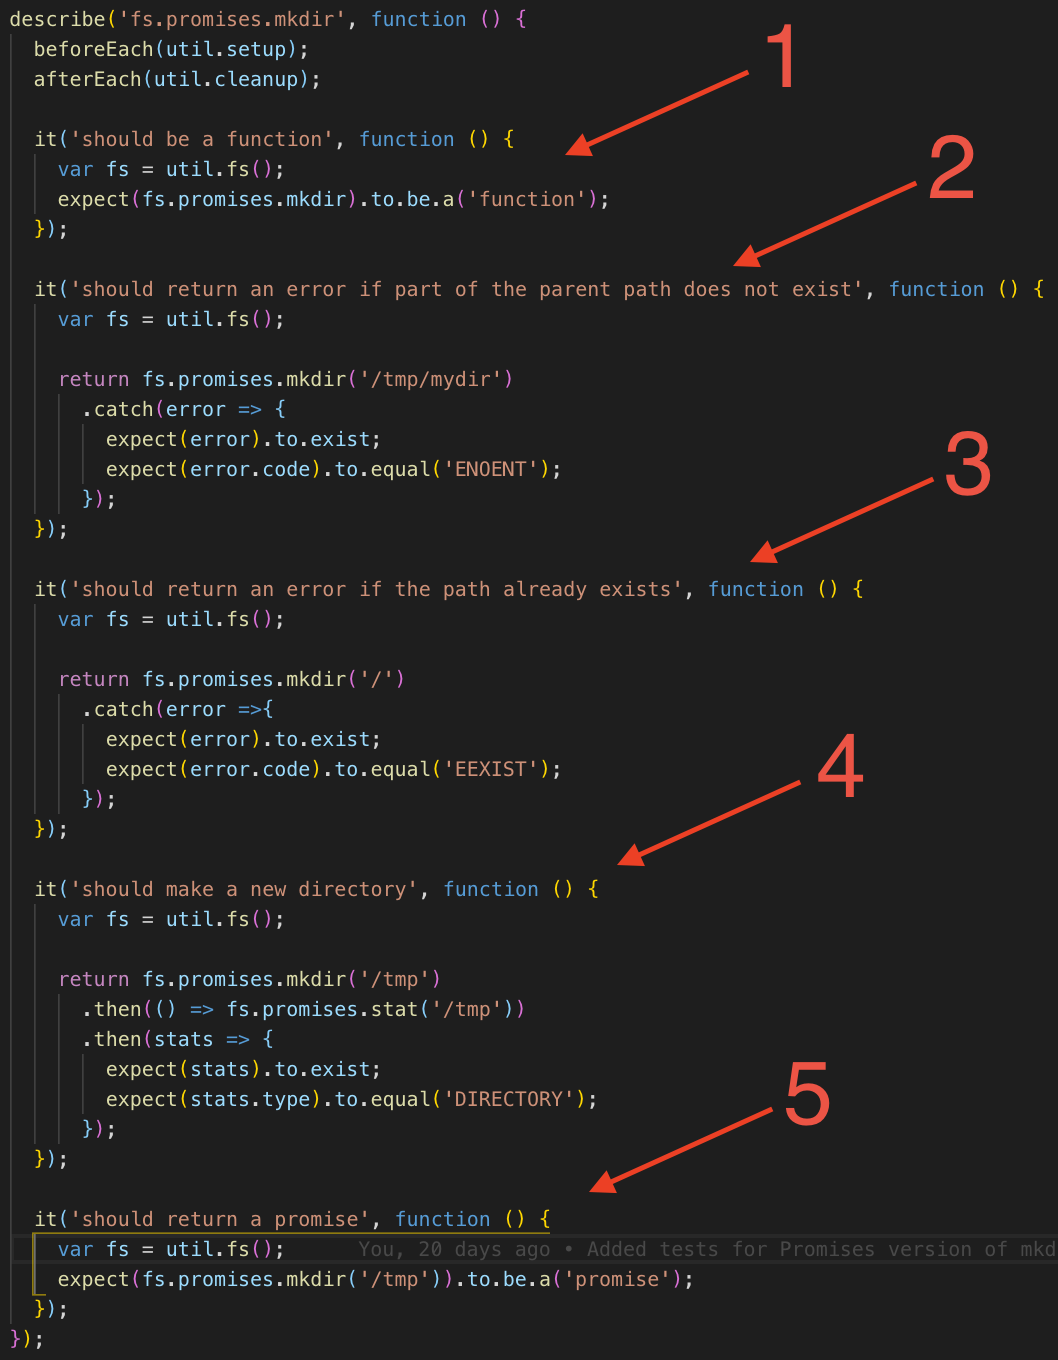 describe('fs.promises.mkdir', function () {
beforeEach(util.setup);
afterEach(util.cleanup);
1
it('should be a function', function () {
var fs = util.fs();
2
expect(fs.promises.mkdir).to.be.a('function');
});
it('should return an error if part of the parent path does not exist', function () {
var fs = util.fs();
return fs.promises.mkdir('/tmp/mydir')
.catch(error => {
expect(error).to.exist;
expect(error.code).to.equal('ENOENT');
3
});
});
it('should return an error if the path already exists', function () {
var fs = util.fs();
return fs.promises.mkdir('/')
.catch(error =>{
expect(error).to.exist;
expect(error.code).to.equal('EEXIST');
4
});
});
it('should make a new directory', function () {
var fs = util.fs();
return fs.promises.mkdir('/tmp')
.then(() => fs.promises.stat('/tmp'))
.then(stats => {
expect(stats).to.exist;
expect(stats.type).to.equal('DIRECTORY');
5
});
});
it('should return a promise', function () {
var fs = util.fs(); You, 20 days ago • Added tests for Promises version of mkd
expect(fs.promises.mkdir('/tmp')).to.be.a('promise');
});
});